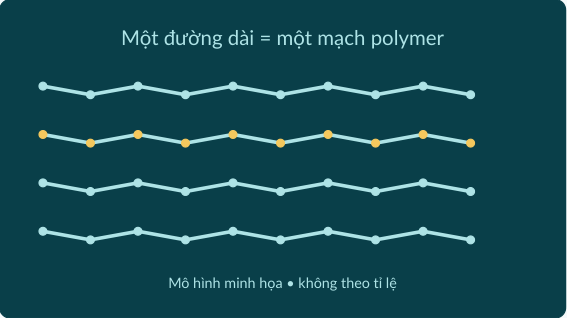 Một đường dài = một mạch polymer
Mô hình minh họa • không theo tỉ lệ